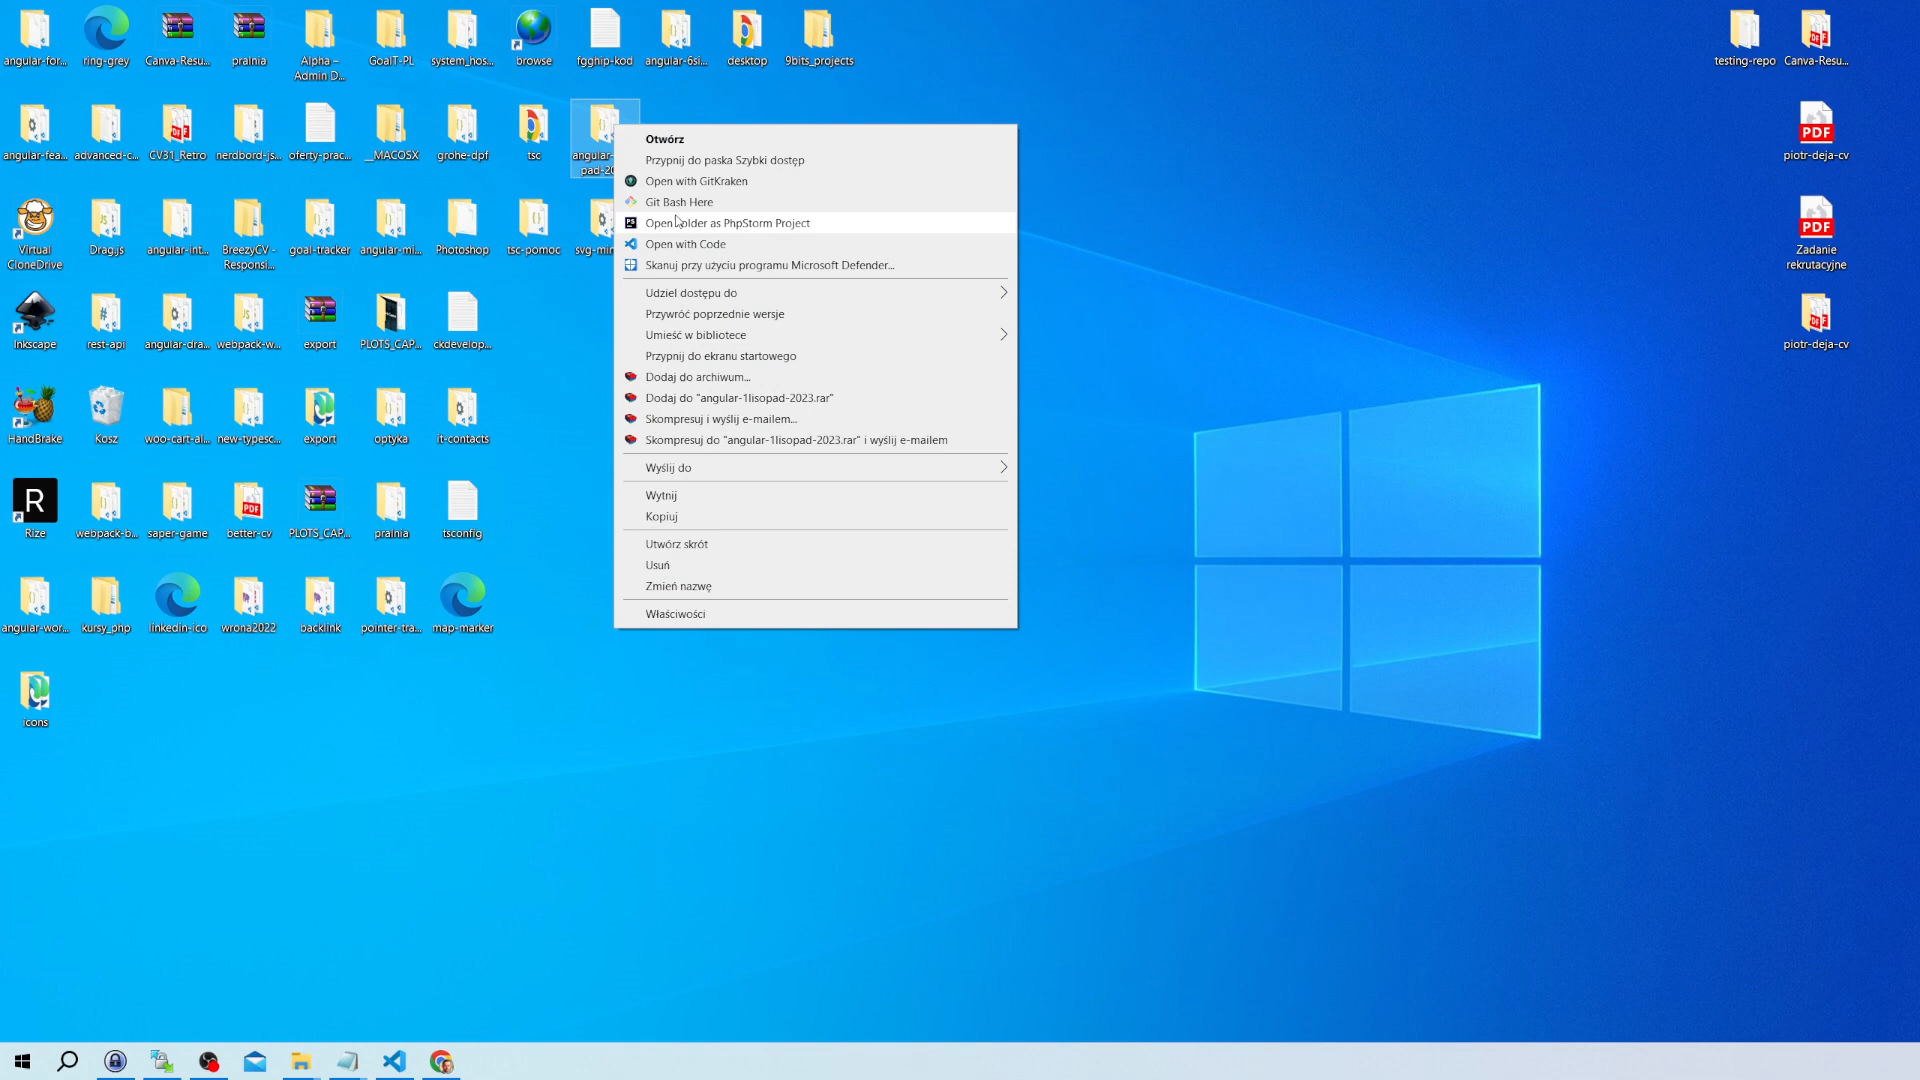 angular-for...
ring-grey
Canva-Resu...
pralnia
Alpha –
Admin D...
GoaIT-PL
system_hos...
browse
fgghip-kod
angular-6si...
desktop
9bits_projects
testing-repo
Canva-Resu...
angular-fea...
advanced-c...
CV31_Retro
nerdbord-js...
oferty-prac...
__MACOSX
grohe-dpf
tsc
angular-
pad-20
PDF
piotr-deja-cv
Virtual
CloneDrive
Drag.js
angular-int...
BreezyCV -
Responsi...
goal-tracker
angular-mi...
Photoshop
tsc-pomoc
svg-min
PDF
Zadanie
rekrutacyjne
Inkscape
rest-api
angular-dra...
webpack-w...
export
PLOTS_CAP...
ckdevelop...
piotr-deja-cv
HandBrake
Kosz
woo-cart-al...
new-typesc...
export
optyka
it-contacts
R
Rize
webpack-b...
saper-game
PDF
better-cv
PLOTS_CAP...
pralnia
tsconfig
angular-wor...
kursy_php
linkedin-ico
wrona2022
backlink
pointer-tra...
map-marker
icons
Otwórz
Przypnij do paska Szybki dostęp
Open with GitKraken
Git Bash Here
Open Folder as PhpStorm Project
Open with Code
Skanuj przy użyciu programu Microsoft Defender...
Udziel dostępu do
Przywróć poprzednie wersje
Umieść w bibliotece
Przypnij do ekranu startowego
Dodaj do archiwum...
Dodaj do "angular-1lisopad-2023.rar"
Skompresuj i wyślij e-mailem...
Skompresuj do "angular-1lisopad-2023.rar" i wyślij e-mailem
Wyślij do
Wytnij
Kopiuj
Utwórz skrót
Usuń
Zmień nazwę
Właściwości